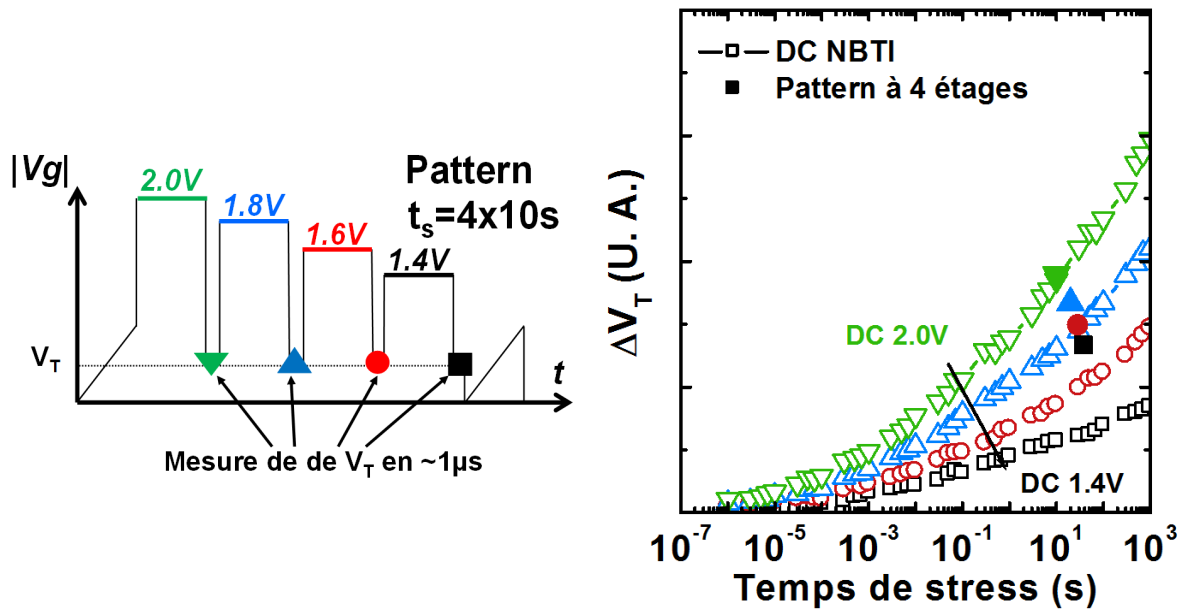 |Vg|
2.0V
1.8V
1.6V
1.4V
Pattern
ts=4x10s
VT
t
Mesure de de VT en ~1µs
DC NBTI
Pattern à 4 étages
ΔVT (U. A.)
DC 2.0V
DC 1.4V
10-7 10-5 10-3 10-1 101 103
Temps de stress (s)